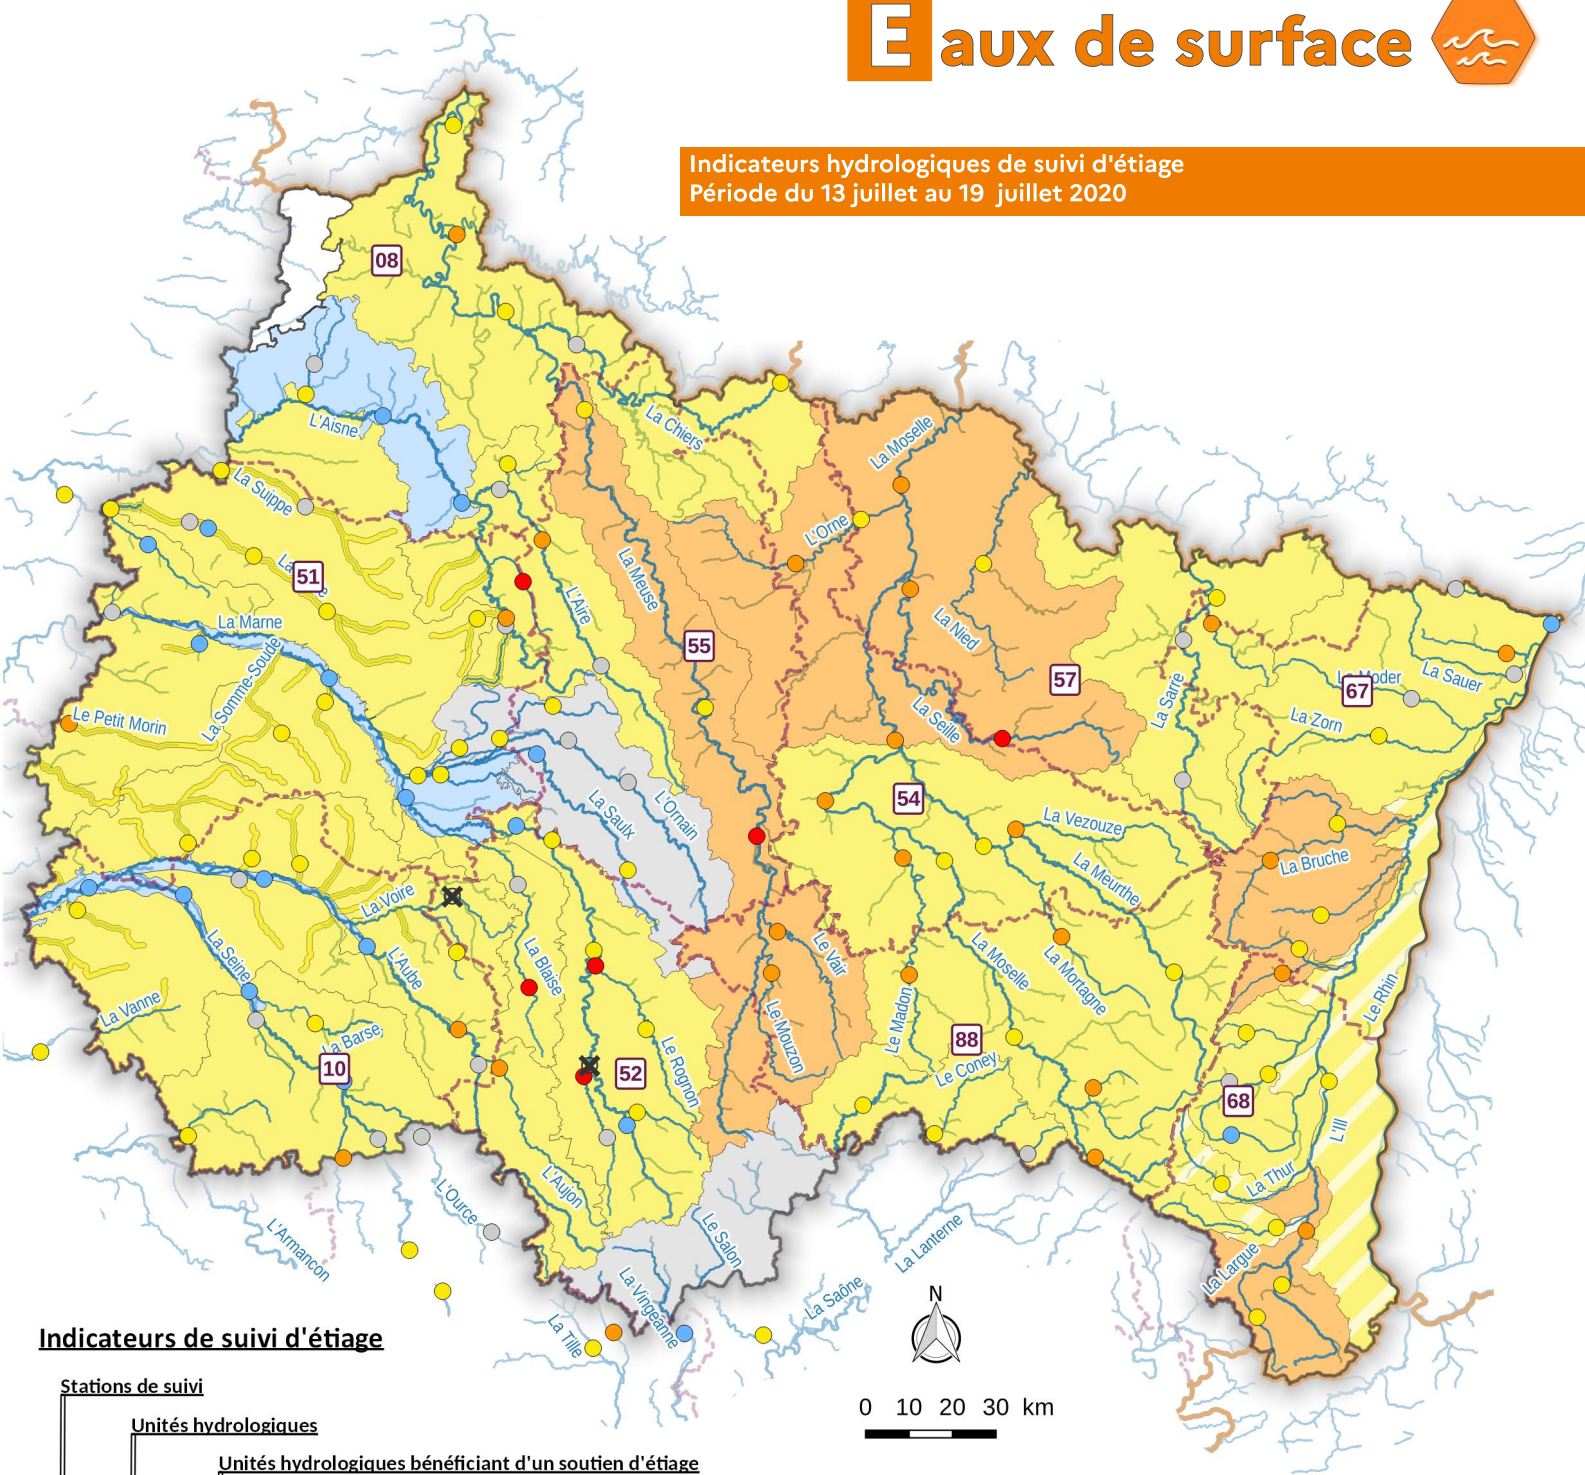 Eaux de surface
Indicateurs hydrologiques de suivi d'étiage
Période du 13 juillet au 19 juillet 2020
08
L'Aisne
La Chiers
La Moselle
La Suippe
L'Orne
51
La Meuse
L'Aire
La Marne
La Nied
55
57
La Somme-Soude
Le Petit Morin
La Seille
La Sarre
La Moder
67
La Sauer
La Zorn
54
La Saulx
L'Ornain
La Vezouze
La Meurthe
La Bruche
La Voire
La Seine
L'Aube
La Blaise
Le Vair
La Moselle
La Mortagne
La Vanne
La Barse
10
Le Mouzon
Le Madon
Le Rhin
88
Le Coney
52
Le Rognon
68
L'Ill
La Thur
L'Aujon
L'Ource
L'Armançon
Le Salon
La Lanterne
La Largue
La Vingeanne
La Saône
La Tille
N
0 10 20 30 km
Indicateurs de suivi d'étiage
Stations de suivi
Unités hydrologiques
Unités hydrologiques bénéficiant d'un soutien d'étiage